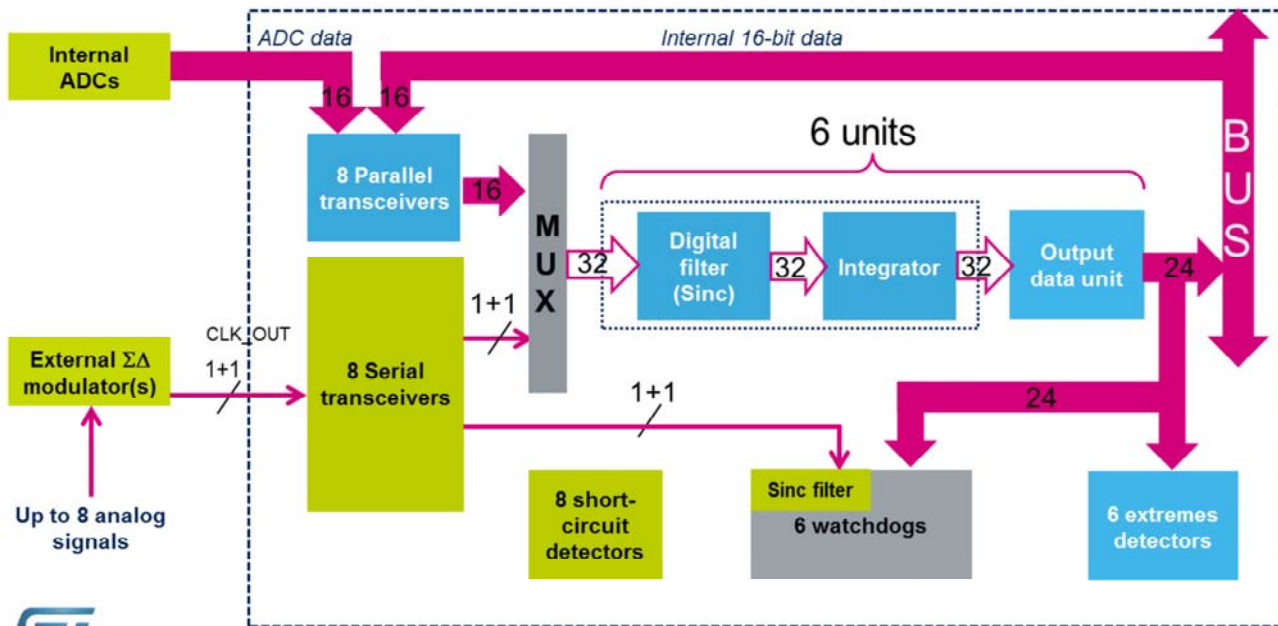 ADC data
Internal 16-bit data
Internal
ADCs
16
16
BUS
6 units
8 Parallel
transceivers
16
MUX
32
Digital
filter
(Sinc)
32
Integrator
32
Output
data unit
24
1+1
CLK_OUT
1+1
External ΣΔ
modulator(s)
8 Serial
transceivers
1+1
24
Up to 8 analog
signals
8 short-
circuit
detectors
Sinc filter
6 watchdogs
6 extremes
detectors